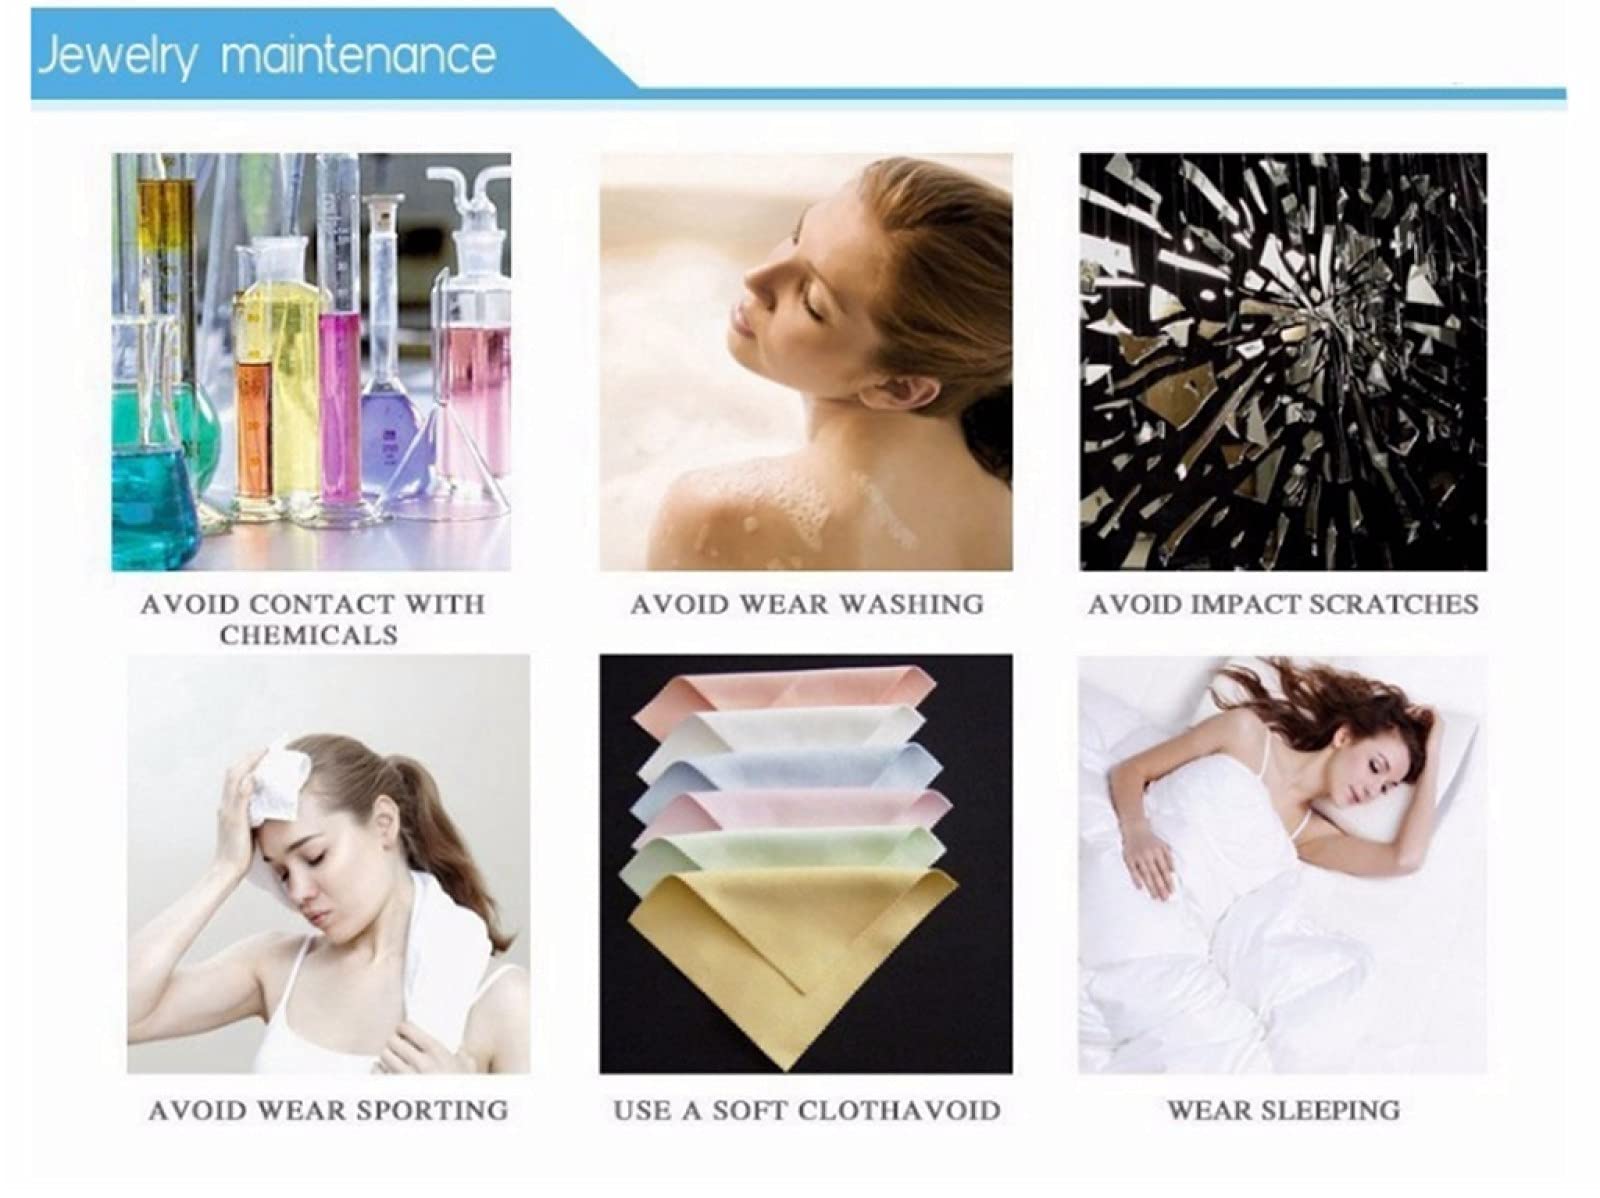 Jewelry maintenance
AVOID CONTACT WITH
CHEMICALS
AVOID WEAR WASHING
AVOID IMPACT SCRATCHES
AVOID WEAR SPORTING
USE A SOFT CLOTHAVOID
WEAR SLEEPING